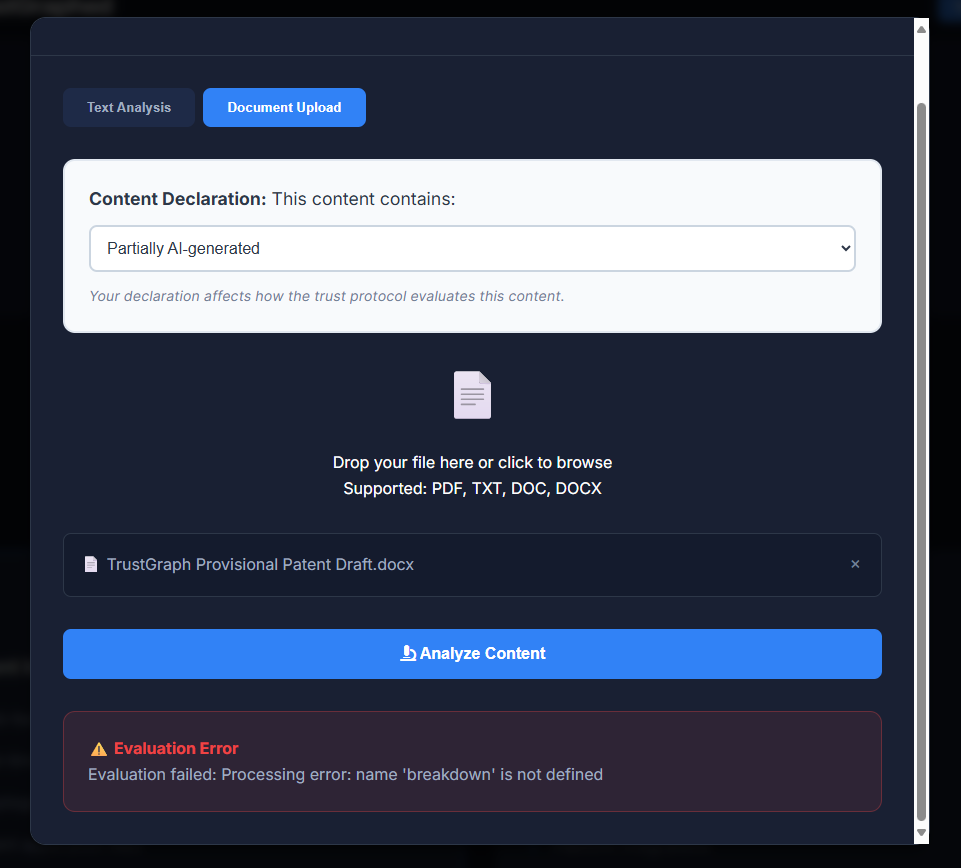 Text Analysis
Document Upload
Content Declaration: This content contains:
Partially AI-generated
Your declaration affects how the trust protocol evaluates this content.
Drop your file here or click to browse
Supported: PDF, TXT, DOC, DOCX
TrustGraph Provisional Patent Draft.docx
×
Analyze Content
Evaluation Error
Evaluation failed: Processing error: name 'breakdown' is not defined